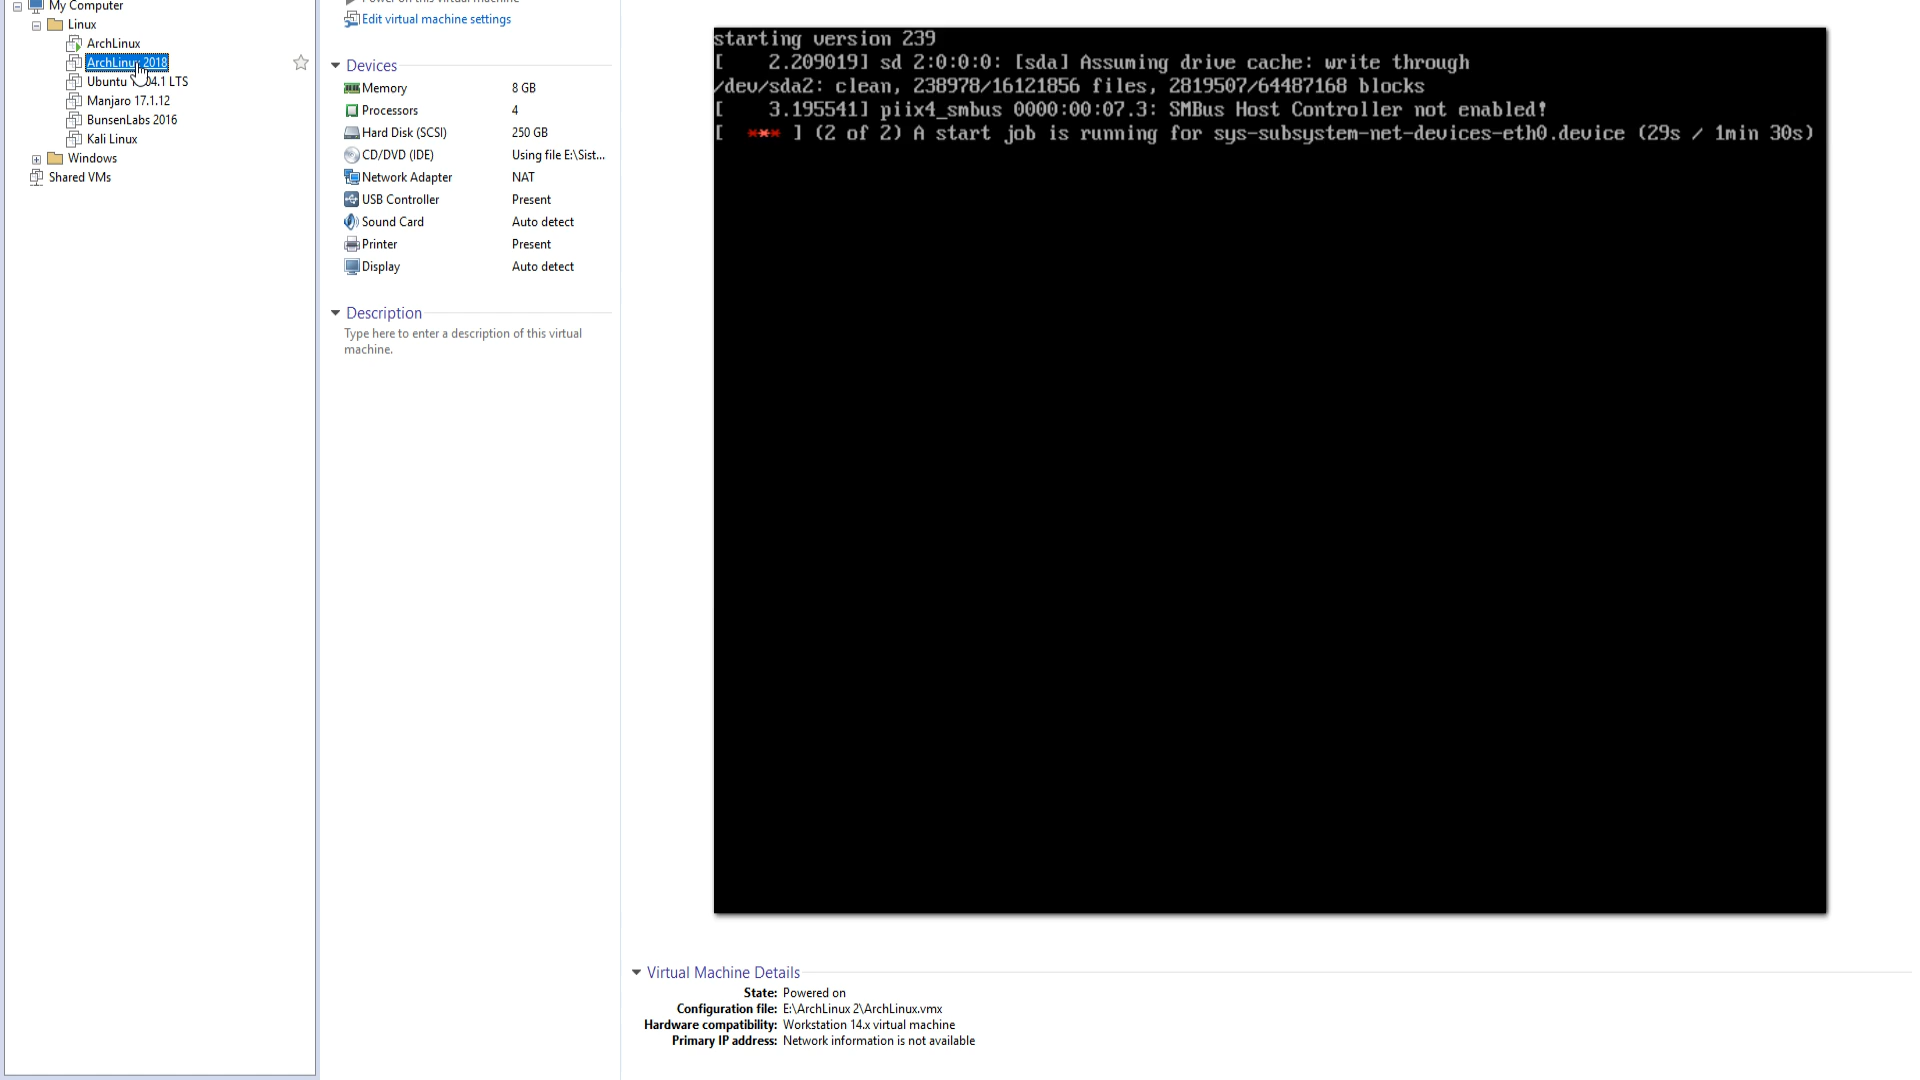 My Computer
Linux
ArchLinux
ArchLinux 2018
Ubuntu 04.1 LTS
Manjaro 17.1.12
BunsenLabs 2016
Kali Linux
Windows
Shared VMs
Power on this virtual machine
Edit virtual machine settings
Devices
Memory 8 GB
Processors 4
Hard Disk (SCSI) 250 GB
CD/DVD (IDE) Using file E:\Sist...
Network Adapter NAT
USB Controller Present
Sound Card Auto detect
Printer Present
Display Auto detect
Description
Type here to enter a description of this virtual
machine.
starting version 239
[    2.209019] sd 2:0:0:0: [sda] Assuming drive cache: write through
/dev/sda2: clean, 238978/16121856 files, 2819507/64487168 blocks
[    3.195541] piix4_smbus 0000:00:07.3: SMBus Host Controller not enabled!
[  *** ] (2 of 2) A start job is running for sys-subsystem-net-devices-eth0.device (29s / 1min 30s)
Virtual Machine Details
State: Powered on
Configuration file: E:\ArchLinux 2\ArchLinux.vmx
Hardware compatibility: Workstation 14.x virtual machine
Primary IP address: Network information is not available